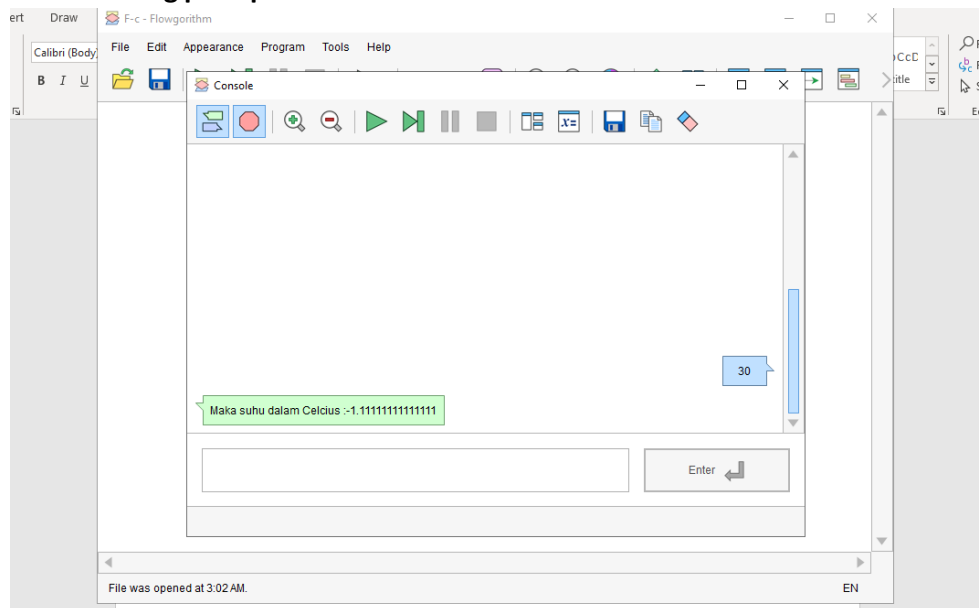 ert Draw
F-c - Flowgorithm
Calibri (Body)
File Edit Appearance Program Tools Help
B I U
Console
x=
30
Maka suhu dalam Celcius :-1.11111111111111
Enter
File was opened at 3:02 AM.
EN